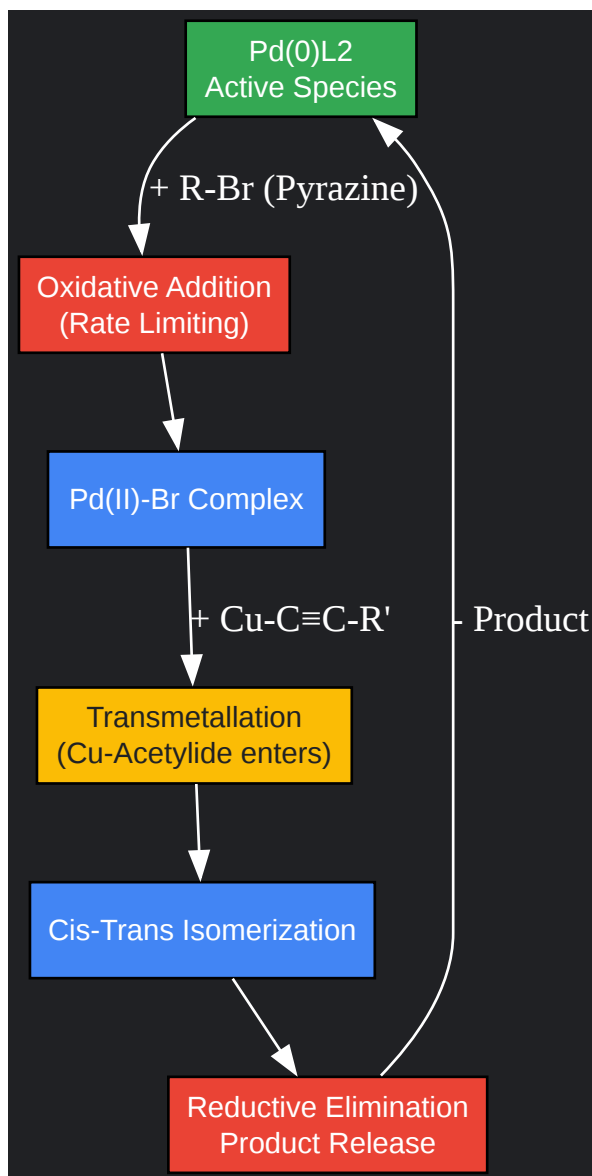 Pd(0)L2
Active Species
+ R-Br (Pyrazine)
Oxidative Addition
(Rate Limiting)
Pd(II)-Br Complex
+ Cu-C≡C-R'
- Product
Transmetallation
(Cu-Acetylide enters)
Cis-Trans Isomerization
Reductive Elimination
Product Release